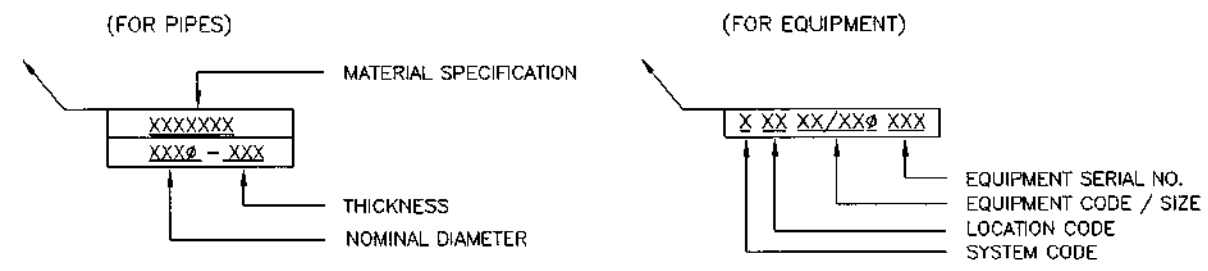 (FOR PIPES)
MATERIAL SPECIFICATION
XXXXXXX
XXXø - XXX
THICKNESS
NOMINAL DIAMETER
(FOR EQUIPMENT)
X XX XX/XXø XXX
EQUIPMENT SERIAL NO.
EQUIPMENT CODE / SIZE
LOCATION CODE
SYSTEM CODE